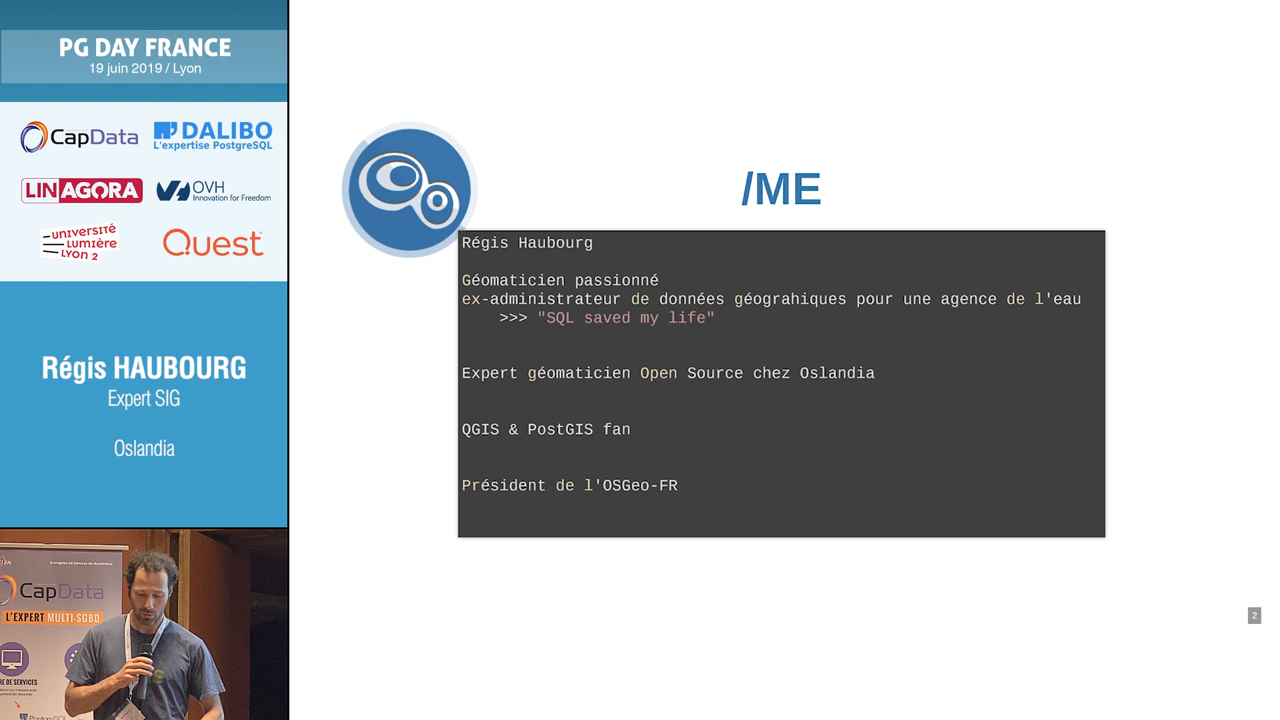 PG DAY FRANCE
19 juin 2019 / Lyon
CapData
DALIBO
L'expertise PostgreSQL
LINAGORA
OVH
Innovation for Freedom
UNIVERSITÉ
LUMIÈRE
LYON 2
Quest
Régis HAUBOURG
Expert SIG
Oslandia
/ME
Régis Haubourg
Géomaticien passionné
ex-administrateur de données géograhiques pour une agence de l'eau
>>> "SQL saved my life"
Expert géomaticien Open Source chez Oslandia
QGIS & PostGIS fan
Président de l'OSGeo-FR
2
CapData
L'EXPERT MULTI-SGBD
RE DE SERVICES